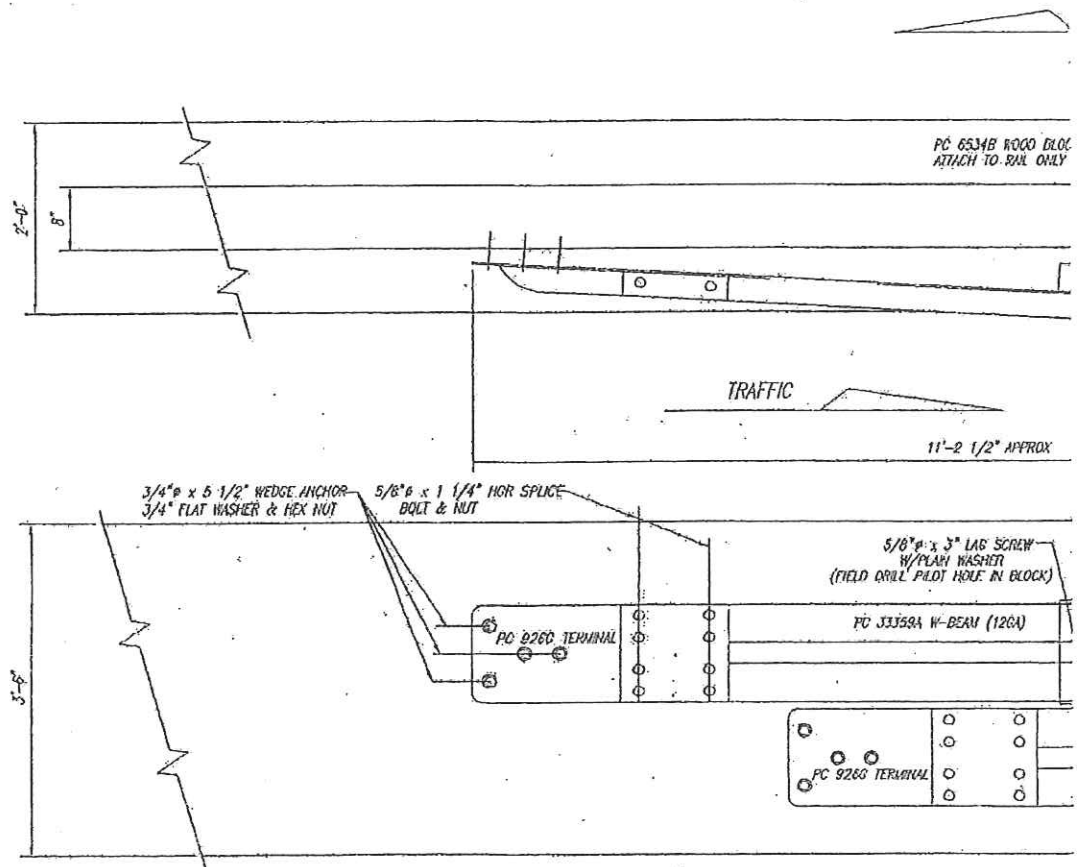 PC 6534B WOOD BLOC
ATTACH TO RAIL ONLY
2'-0"
8"
TRAFFIC
11'-2 1/2" APPROX
3/4"ø x 5 1/2" WEDGE ANCHOR
3/4" FLAT WASHER & HEX NUT
5/8"ø x 1 1/4" HGR SPLICE
BOLT & NUT
5/8"ø x 3" LAG SCREW
W/PLAIN WASHER
(FIELD DRILL PILOT HOLE IN BLOCK)
PC 926G TERMINAL
PC 33359A W-BEAM (12GA)
3'-6"
PC 926G TERMINAL